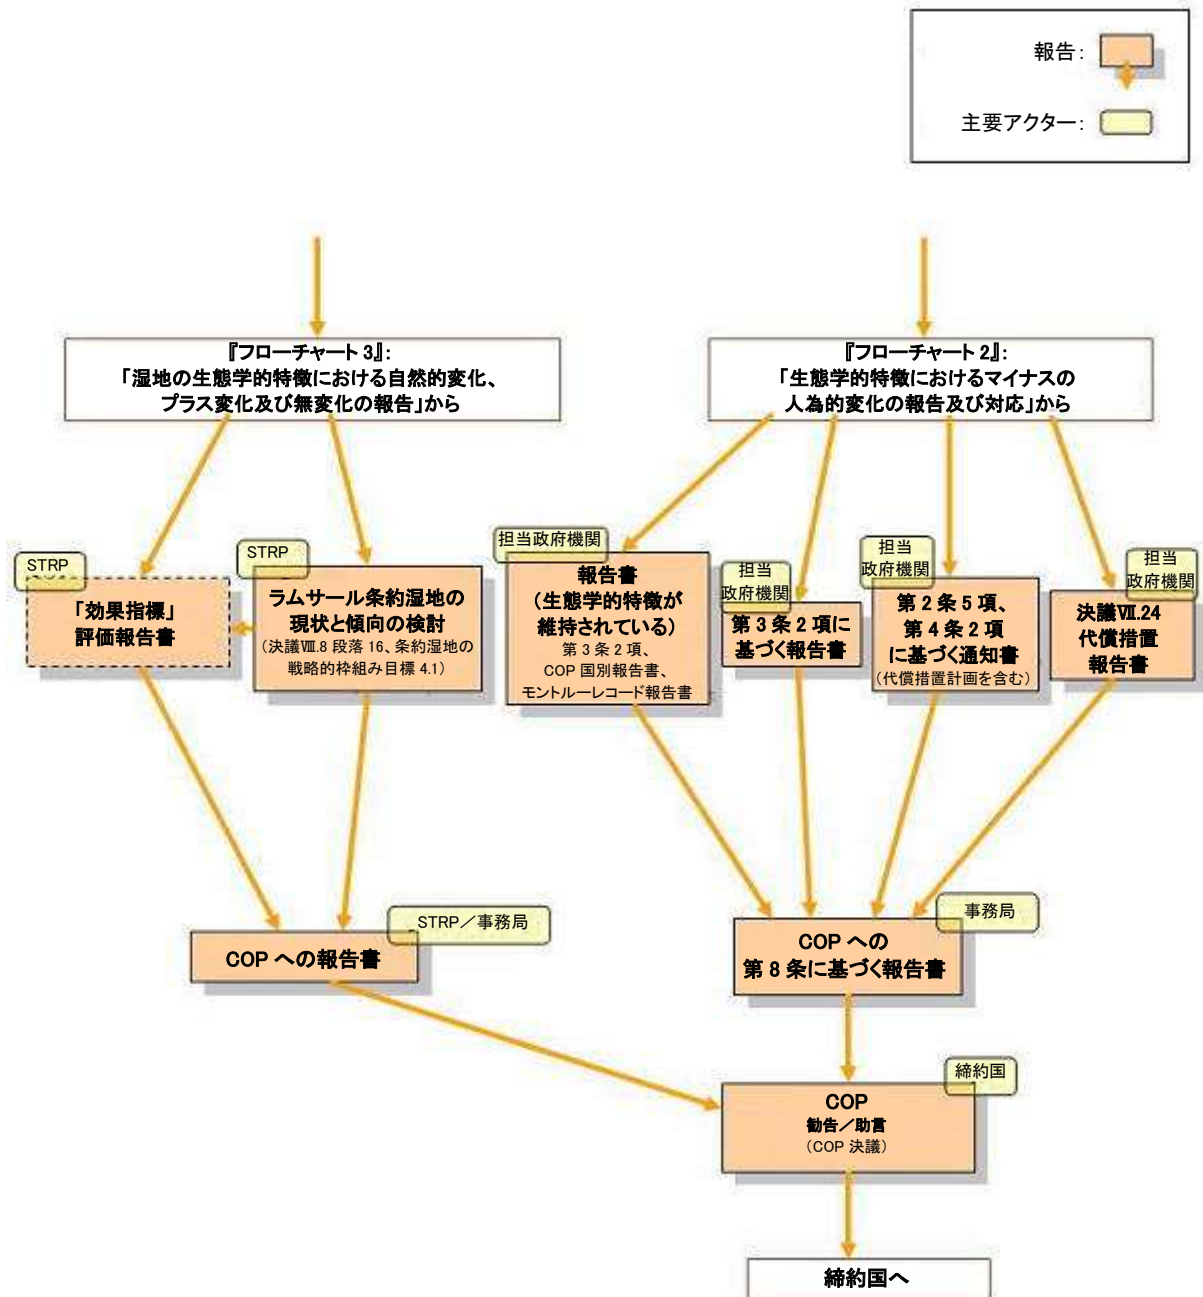 報告:
主要アクター:
『フローチャート 3』:
「湿地の生態学的特徴における自然的変化、
プラス変化及び無変化の報告」から
『フローチャート 2』:
「生態学的特徴におけるマイナスの
人為的変化の報告及び対応」から
STRP
「効果指標」
評価報告書
STRP
ラムサール条約湿地の
現状と傾向の検討
(決議Ⅷ.8 段落 16、条約湿地の
戦略的枠組み目標 4.1)
担当政府機関
報告書
(生態学的特徴が
維持されている)
第 3 条 2 項、
COP 国別報告書、
モントルーレコード報告書
担当
政府機関
第 3 条 2 項に
基づく報告書
担当
政府機関
第 2 条 5 項、
第 4 条 2 項
に基づく通知書
(代償措置計画を含む)
担当
政府機関
決議Ⅶ.24
代償措置
報告書
STRP/事務局
COP への報告書
事務局
COP への
第 8 条に基づく報告書
締約国
COP
勧告/助言
(COP 決議)
締約国へ